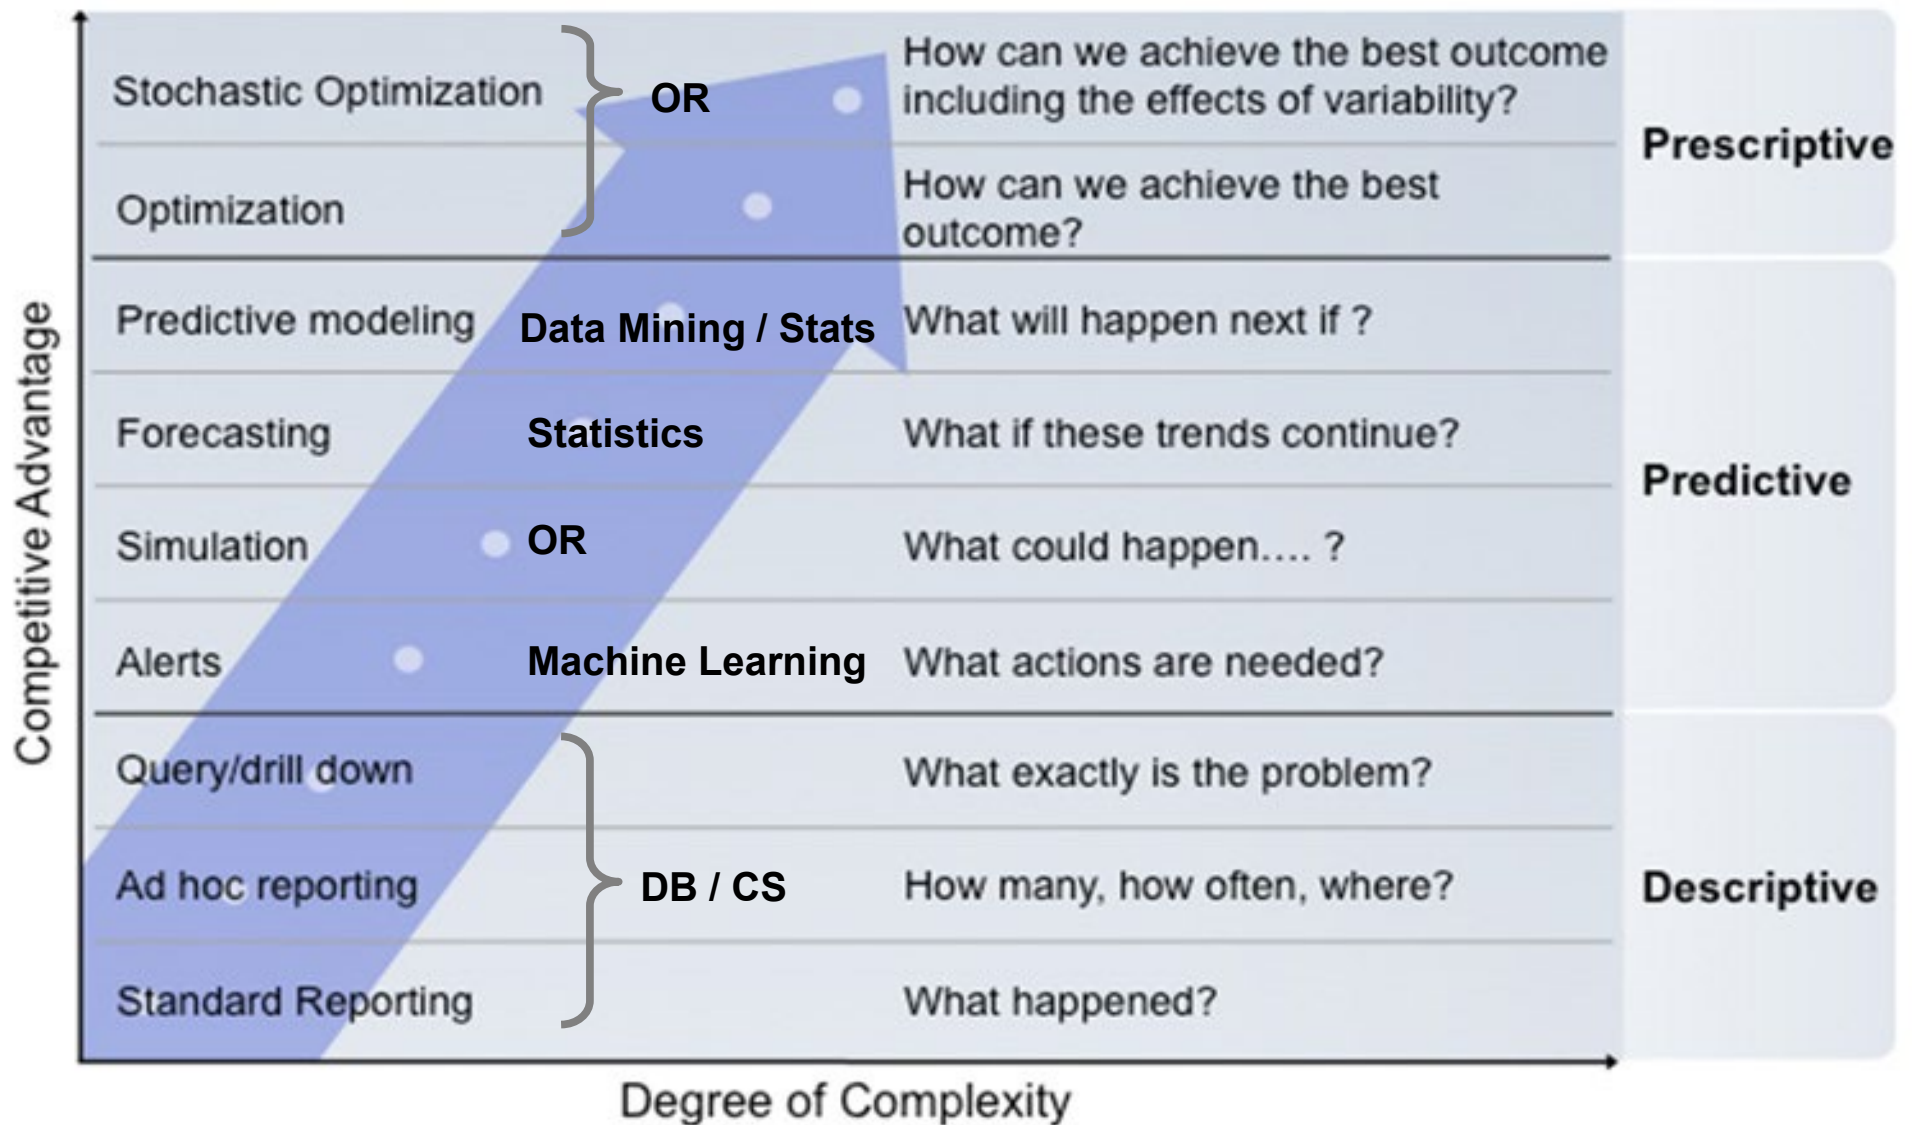 Competitive Advantage
Stochastic Optimization
OR
How can we achieve the best outcome
including the effects of variability?
Prescriptive
Optimization
How can we achieve the best
outcome?
Predictive modeling
Data Mining / Stats
What will happen next if ?
Forecasting
Statistics
What if these trends continue?
Predictive
Simulation
OR
What could happen.... ?
Alerts
Machine Learning
What actions are needed?
Query/drill down
What exactly is the problem?
Ad hoc reporting
DB / CS
How many, how often, where?
Descriptive
Standard Reporting
What happened?
Degree of Complexity